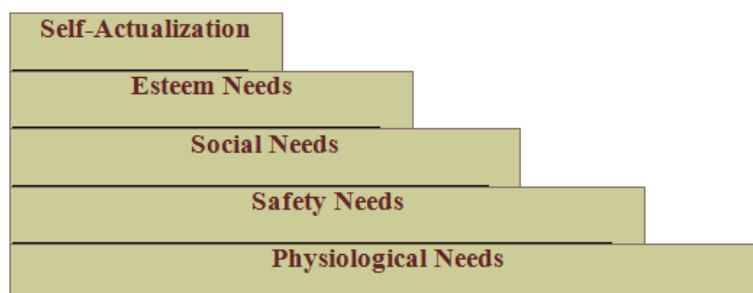 Self-Actualization
Esteem Needs
Social Needs
Safety Needs
Physiological Needs